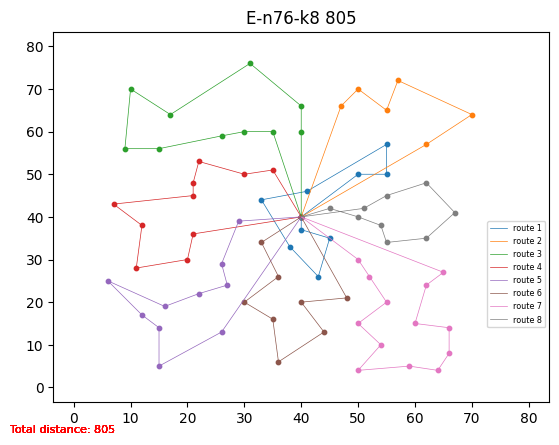 E-n76-k8 805
80
70
60
50
40
30
20
10
0
route 1
route 2
route 3
route 4
route 5
route 6
route 7
route 8
0 10 20 30 40 50 60 70 80
Total distance: 805